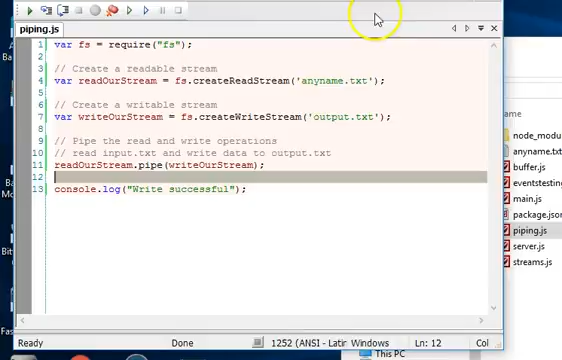 piping.js
1 var fs = require("fs");
2
3 // Create a readable stream
4 var readOurStream = fs.createReadStream('anyname.txt');
5
6 // Create a writable stream
7 var writeOurStream = fs.createWriteStream('output.txt');
8
9 // Pipe the read and write operations
10 // read input.txt and write data to output.txt
11 readOurStream.pipe(writeOurStream);
12
13 console.log("Write successful");
Ready Done 1252 (ANSI - Latin Windows Ln: 12 Col
ame
node_modu
anyname.tx
buffer.js
eventstesting
main.js
package.json
piping.js
server.js
streams.js
This PC